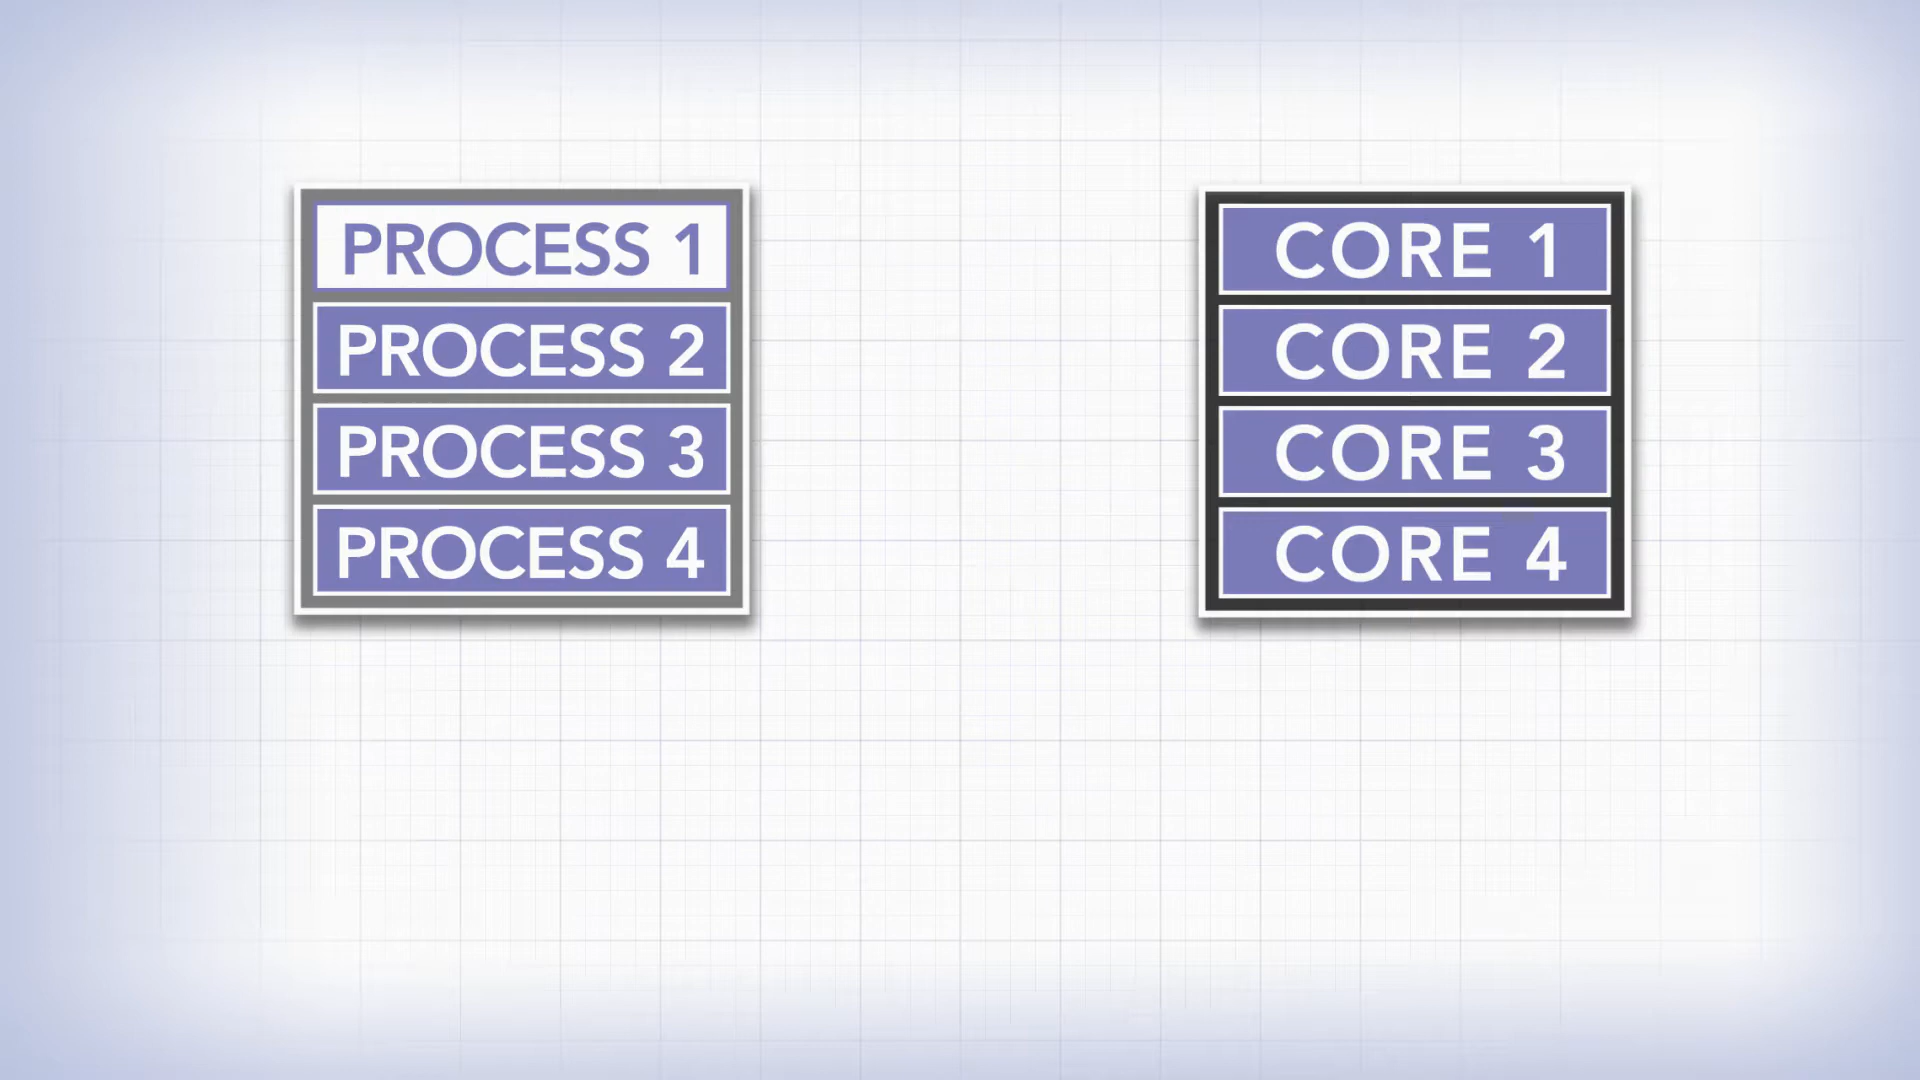 PROCESS 1
PROCESS 2
PROCESS 3
PROCESS 4
CORE 1
CORE 2
CORE 3
CORE 4